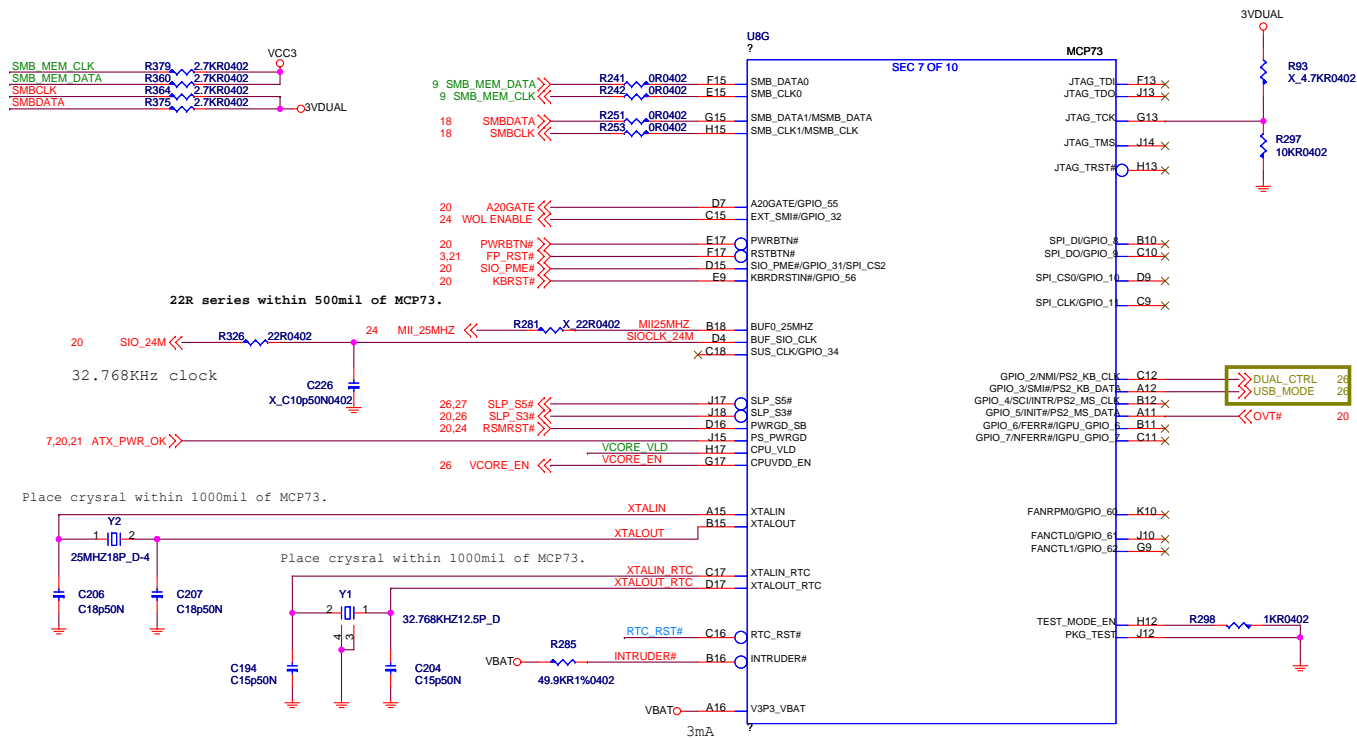 3VDUAL
U8G
?
MCP73
SEC 7 OF 10
VCC3
SMB_MEM_CLK R379 2.7KR0402
SMB_MEM_DATA R360 2.7KR0402
SMBCLK R364 2.7KR0402
SMBDATA R375 2.7KR0402
3VDUAL
9 SMB_MEM_DATA R241 0R0402 F15 SMB_DATA0
9 SMB_MEM_CLK R242 0R0402 E15 SMB_CLK0
18 SMBDATA R251 0R0402 G15 SMB_DATA1/MSMB_DATA
18 SMBCLK R253 0R0402 H15 SMB_CLK1/MSMB_CLK
JTAG_TDI F13
JTAG_TDO J13
JTAG_TCK G13
JTAG_TMS J14
JTAG_TRST# H13
R93
X_4.7KR0402
R297
10KR0402
20 A20GATE D7 A20GATE/GPIO_55
24 WOL ENABLE C15 EXT_SMI#/GPIO_32
20 PWRBTN# E17 PWRBTN#
3,21 FP_RST# F17 RSTBTN#
20 SIO_PME# D15 SIO_PME#/GPIO_31/SPI_CS2
20 KBRST# E9 KBRDRSTIN#/GPIO_56
SPI_DI/GPIO_8 B10
SPI_DO/GPIO_9 C10
SPI_CS0/GPIO_10 D9
SPI_CLK/GPIO_11 C9
22R series within 500mil of MCP73.
24 MII_25MHZ R281 X_22R0402 MII25MHZ B18 BUF0_25MHZ
20 SIO_24M R326 22R0402 SIOCLK_24M D4 BUF_SIO_CLK
C18 SUS_CLK/GPIO_34
32.768KHz clock
C226
X_C10p50N0402
GPIO_2/NMI/PS2_KB_CLK C12 DUAL_CTRL 26
GPIO_3/SMI#/PS2_KB_DATA A12 USB_MODE 26
GPIO_4/SCI/INTR/PS2_MS_CLK B12
GPIO_5/INIT#/PS2_MS_DATA A11 OVT# 20
GPIO_6/FERR#/IGPU_GPIO_6 B11
GPIO_7/NFERR#/IGPU_GPIO_7 C11
26,27 SLP_S5# J17 SLP_S5#
20,26 SLP_S3# J18 SLP_S3#
20,24 RSMRST# D16 PWRGD_SB
7,20,21 ATX_PWR_OK J15 PS_PWRGD
VCORE_VLD H17 CPU_VLD
26 VCORE_EN VCORE_EN G17 CPUVDD_EN
Place crysral within 1000mil of MCP73.
XTALIN A15 XTALIN
XTALOUT B15 XTALOUT
Y2
1 2
25MHZ18P_D-4
C206
C18p50N
C207
C18p50N
FANRPM0/GPIO_60 K10
FANCTL0/GPIO_61 J10
FANCTL1/GPIO_62 G9
Place crysral within 1000mil of MCP73.
XTALIN_RTC C17 XTALIN_RTC
XTALOUT_RTC D17 XTALOUT_RTC
Y1
2 1
4 3
32.768KHZ12.5P_D
C194
C15p50N
C204
C15p50N
RTC_RST# C16 RTC_RST#
VBAT R285 INTRUDER# B16 INTRUDER#
49.9KR1%0402
VBAT A16 V3P3_VBAT
3mA
?
TEST_MODE_EN H12 R298 1KR0402
PKG_TEST J12